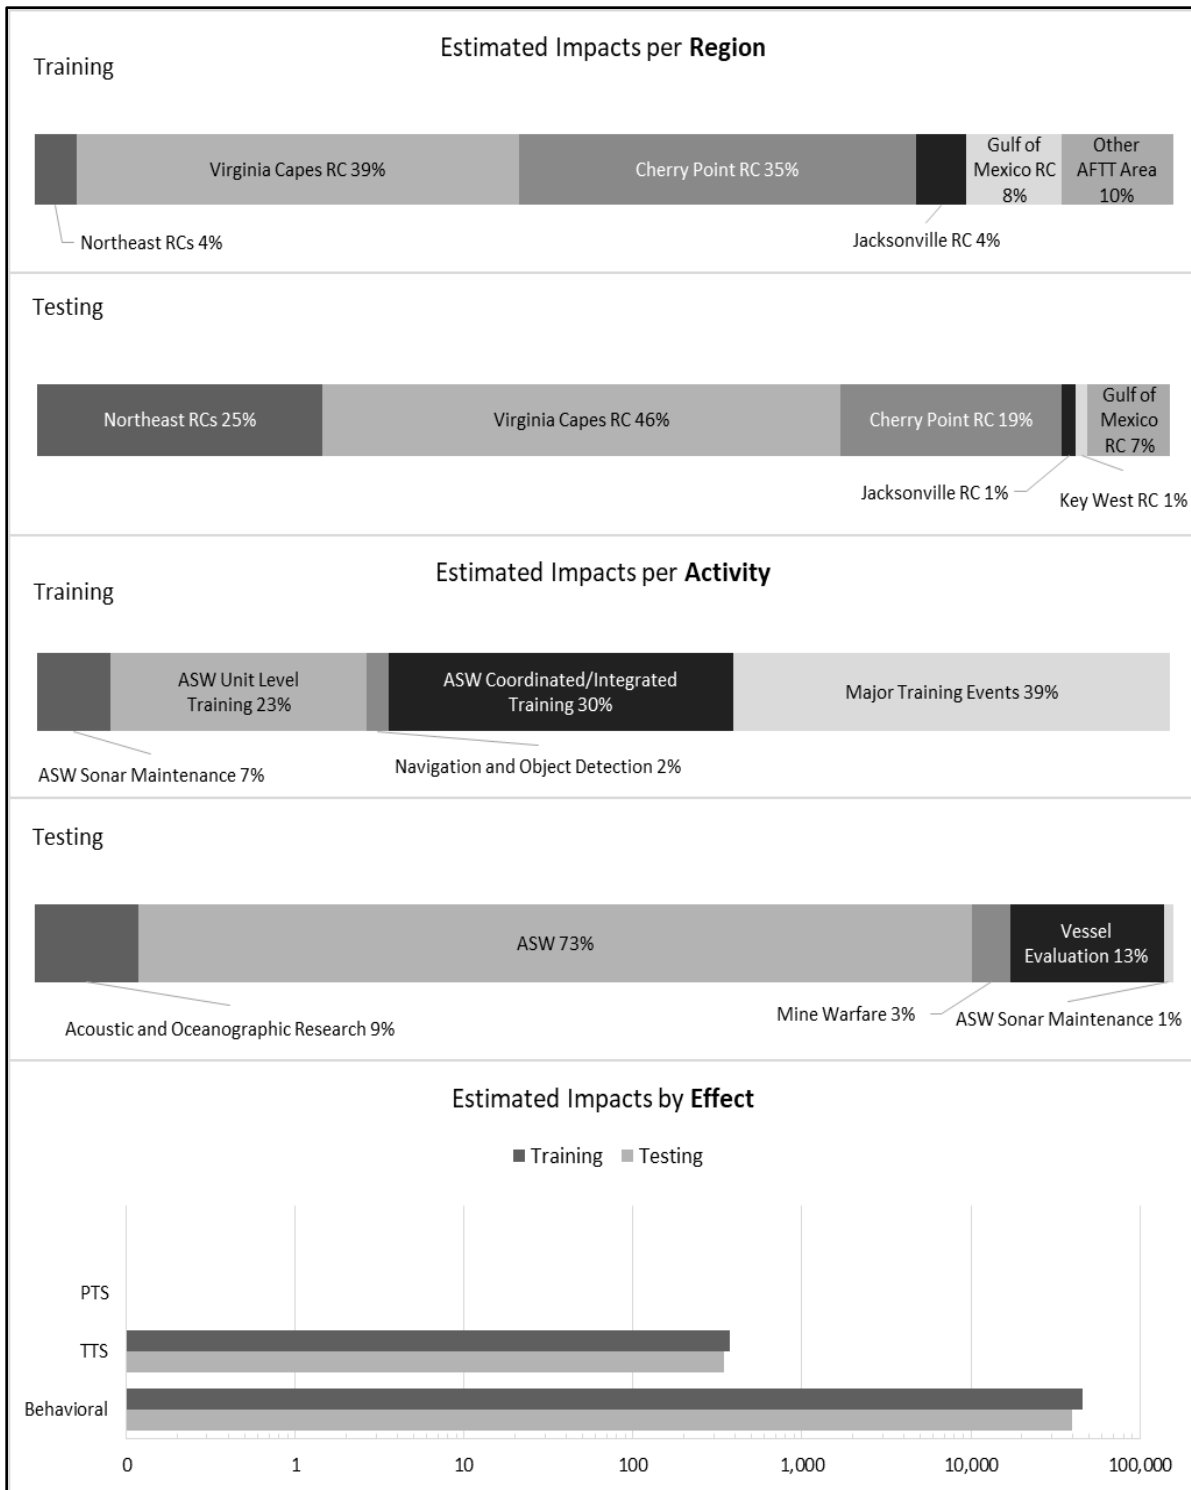 Estimated Impacts per Region
Training
Virginia Capes RC 39%
Cherry Point RC 35%
Gulf of
Mexico RC
8%
Other
AFTT Area
10%
Northeast RCs 4%
Jacksonville RC 4%
Testing
Northeast RCs 25%
Virginia Capes RC 46%
Cherry Point RC 19%
Gulf of
Mexico
RC 7%
Jacksonville RC 1%
Key West RC 1%
Estimated Impacts per Activity
Training
ASW Unit Level
Training 23%
ASW Coordinated/Integrated
Training 30%
Major Training Events 39%
ASW Sonar Maintenance 7%
Navigation and Object Detection 2%
Testing
ASW 73%
Vessel
Evaluation 13%
Acoustic and Oceanographic Research 9%
Mine Warfare 3%
ASW Sonar Maintenance 1%
Estimated Impacts by Effect
Training
Testing
PTS
TTS
Behavioral
0
1
10
100
1,000
10,000
100,000